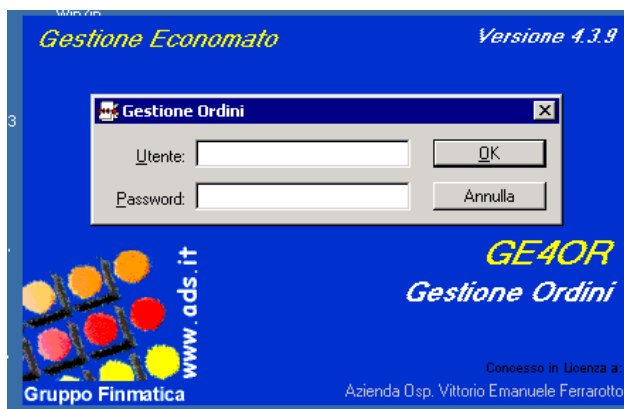 Gestione Economato
Versione 4.3.9
3
Gestione Ordini
Utente:
OK
Password:
Annulla
GE4OR
Gestione Ordini
www.ads.it
Concesso in Licenza a:
Gruppo Finmatica
Azienda Osp. Vittorio Emanuele Ferrarotto